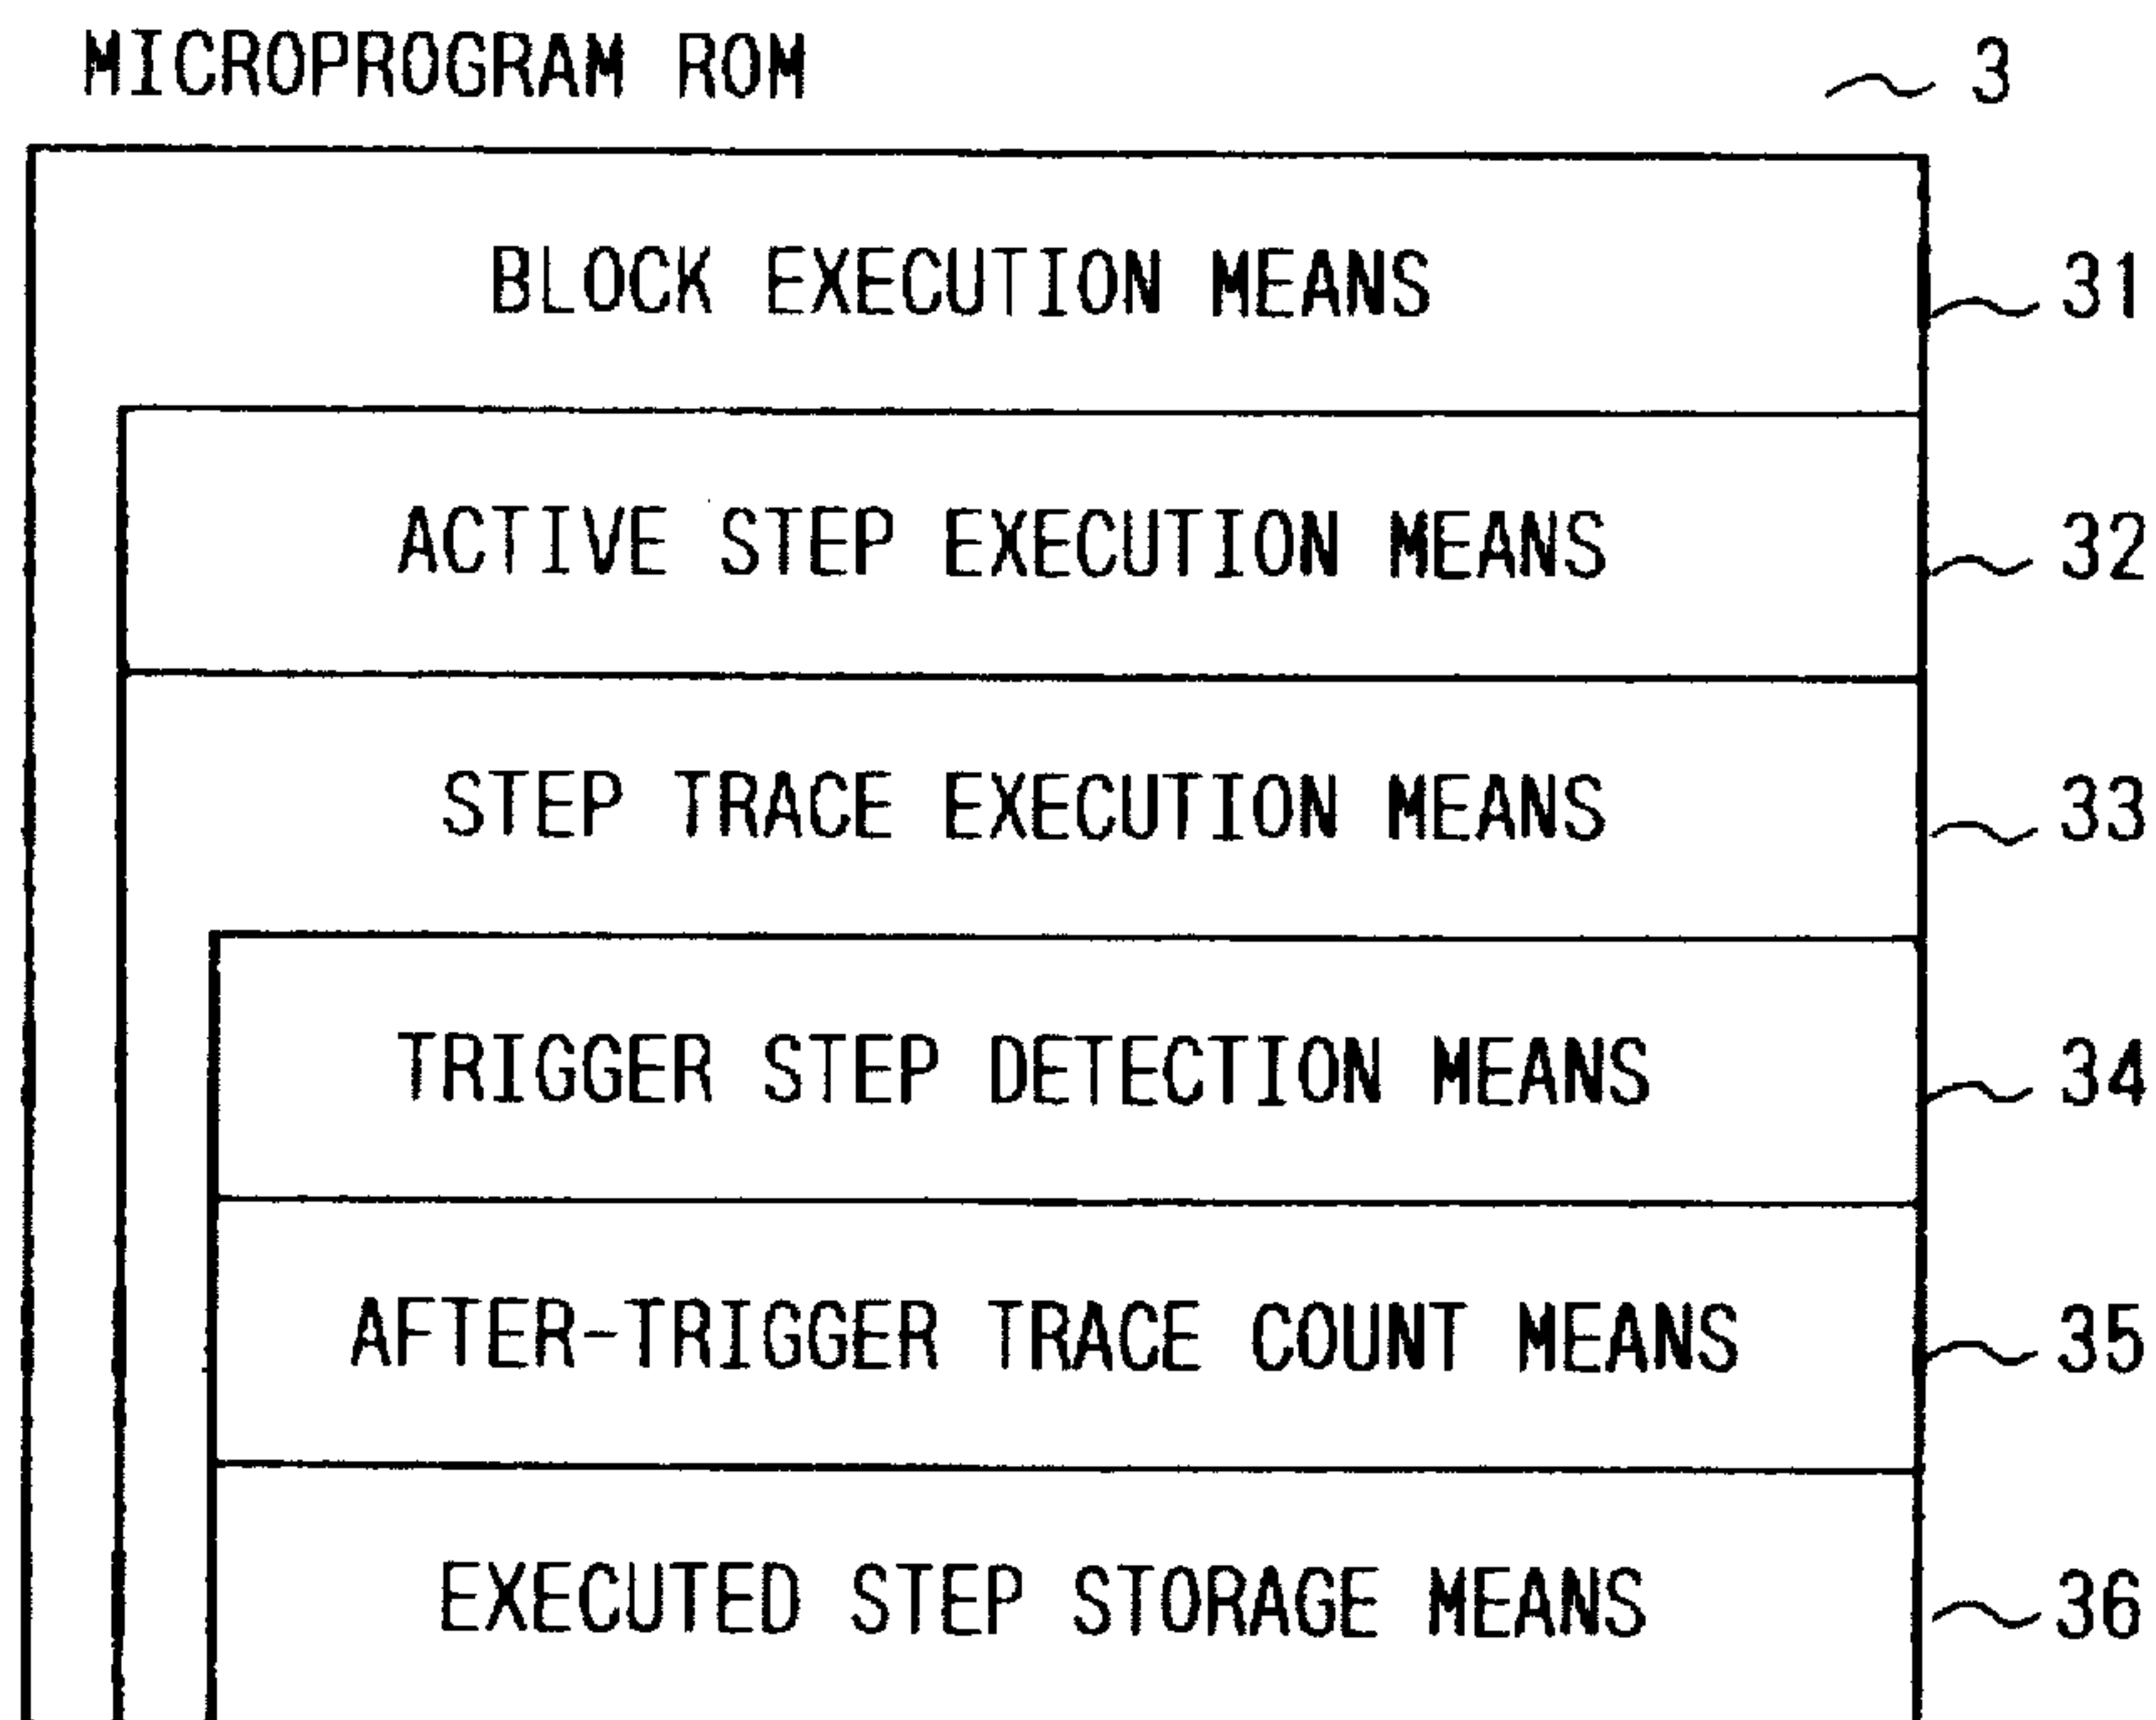 MICROPROGRAM ROM 3
BLOCK EXECUTION MEANS 31
ACTIVE STEP EXECUTION MEANS 32
STEP TRACE EXECUTION MEANS 33
TRIGGER STEP DETECTION MEANS 34
AFTER-TRIGGER TRACE COUNT MEANS 35
EXECUTED STEP STORAGE MEANS 36